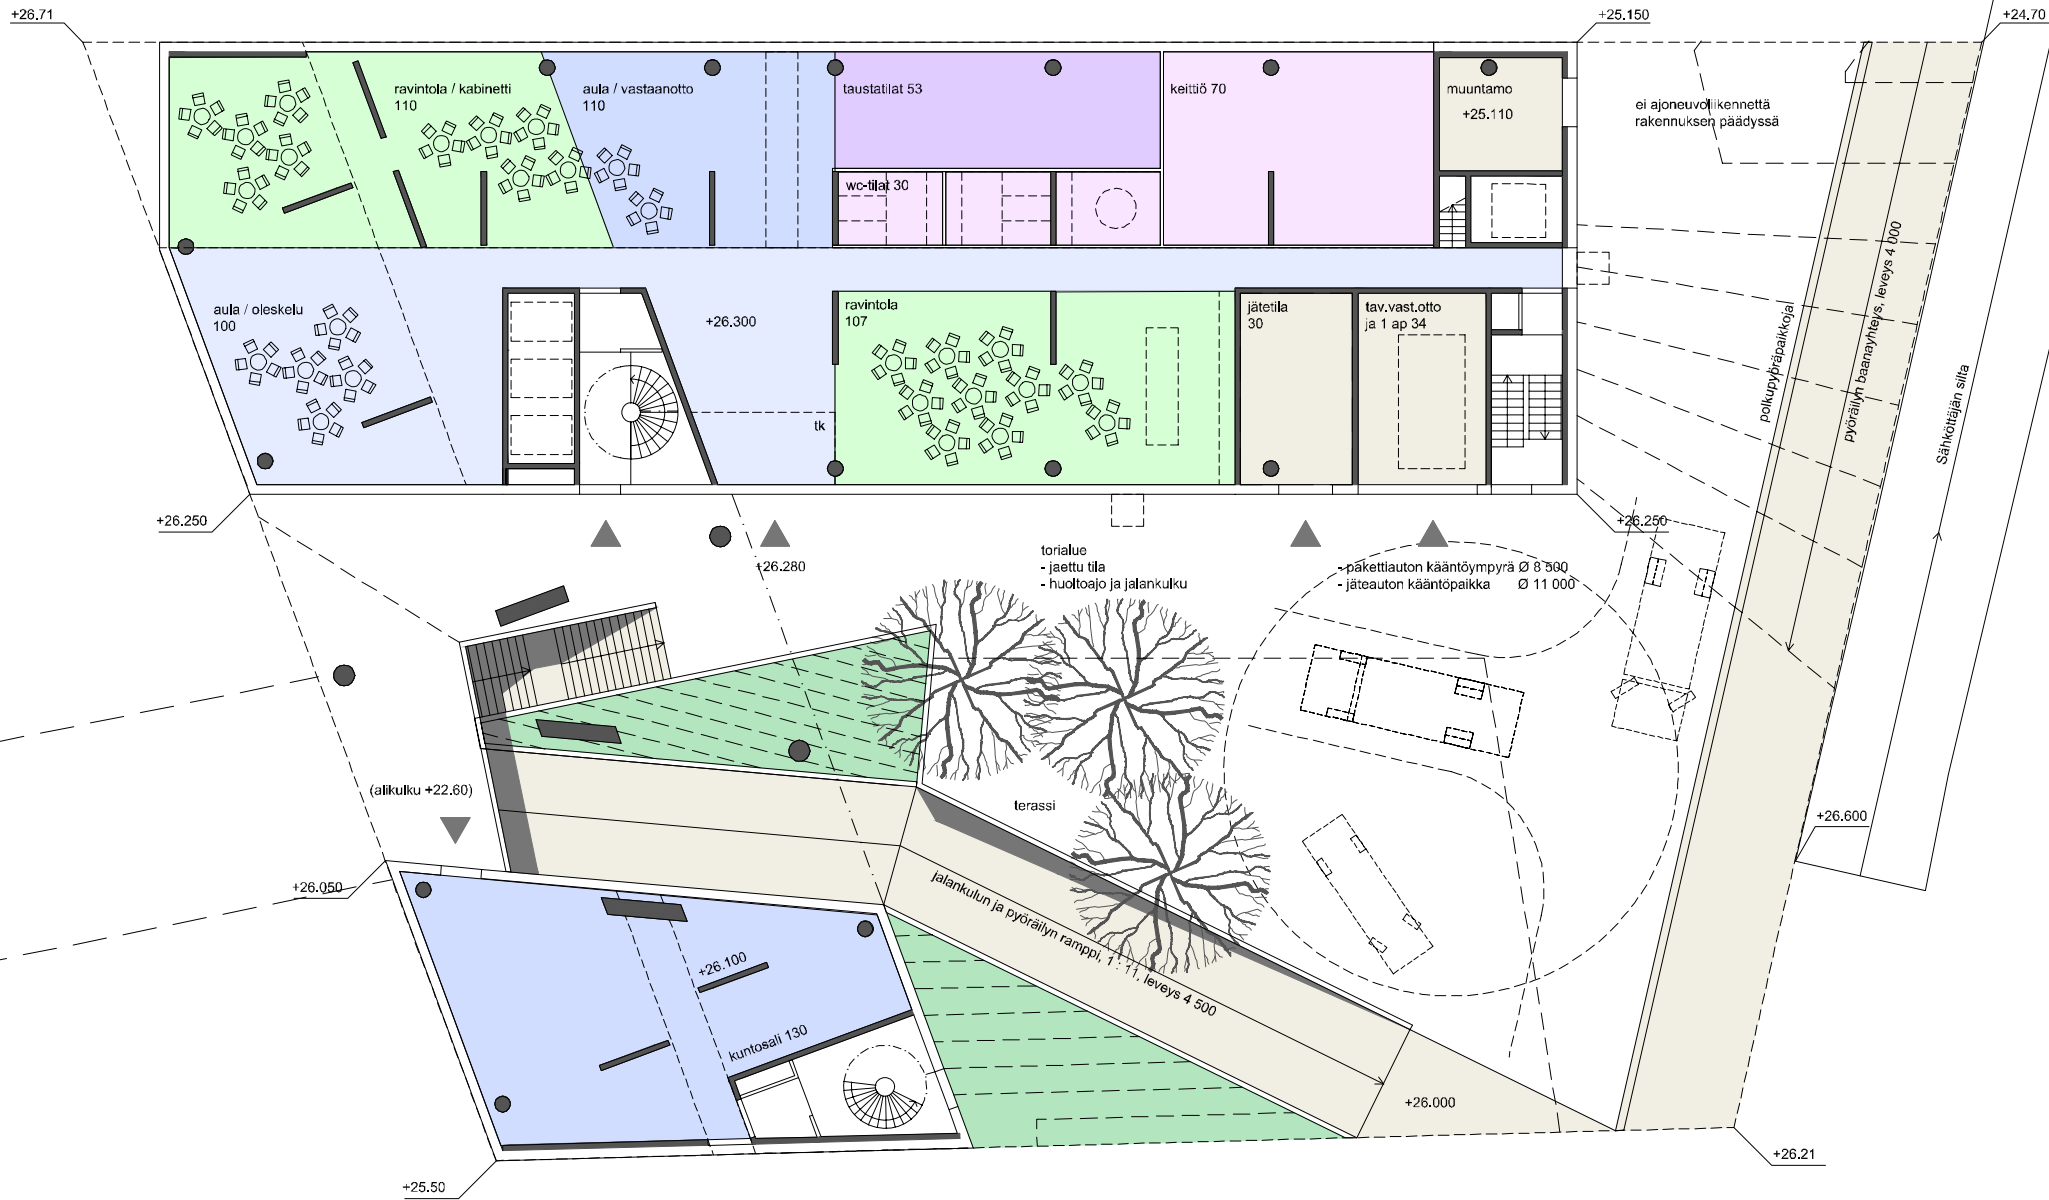 +26.71
+25.150
+24.70
ravintola / kabinetti
110
aula / vastaanotto
110
taustatilat 53
keittiö 70
muuntamo
+25.110
ei ajoneuvoliikennettä
rakennuksen päädyssä
wc-tilat 30
aula / oleskelu
100
+26.300
ravintola
107
jätetila
30
tav.vast.otto
ja 1 ap 34
tk
polkupyöräpaikkoja
pyöräilyn baanayhteys, leveys 4 000
Sähköttäjän silta
+26.250
+26.250
+26.280
torialue
- jaettu tila
- huoltoajo ja jalankulku
- pakettiauton kääntöympyrä Ø 8 500
- jäteauton kääntöpaikka Ø 11 000
(alikulku +22.60)
terassi
+26.600
+26.050
jalankulun ja pyöräilyn ramppi, 1 : 11, leveys 4 500
+26.100
kuntosali 130
+26.000
+26.21
+25.50